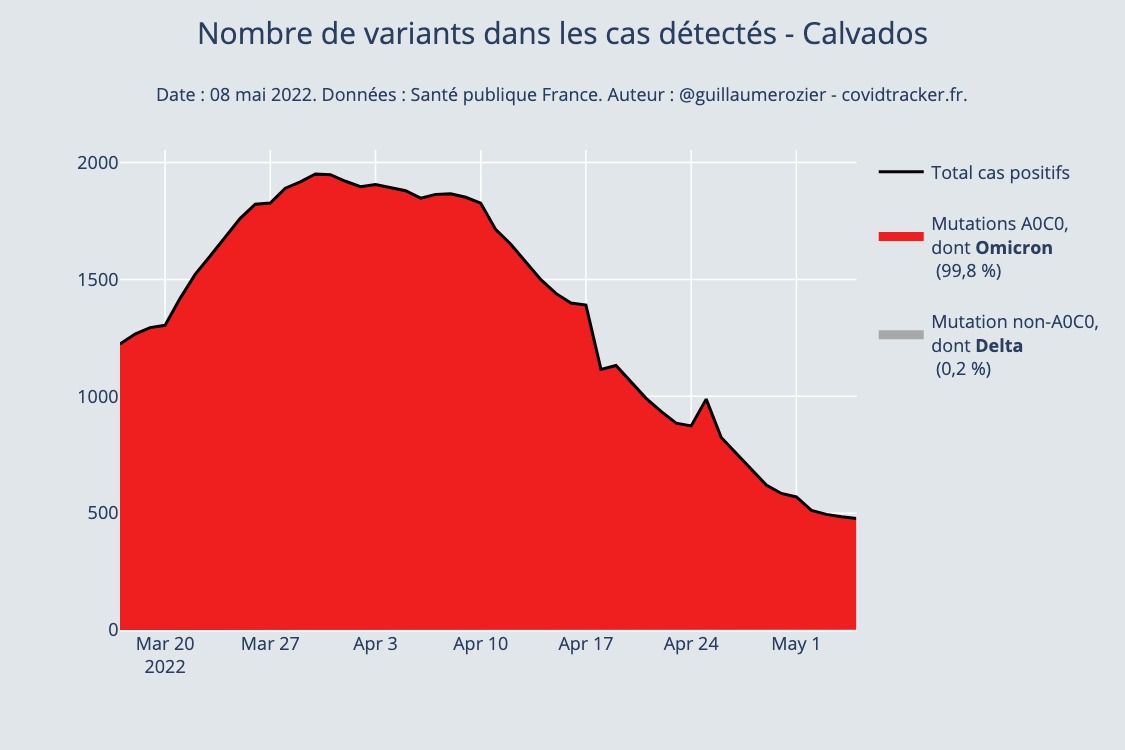 Nombre de variants dans les cas détectés - Calvados
Date : 08 mai 2022. Données : Santé publique France. Auteur : @guillaumerozier - covidtracker.fr.
2000
1500
1000
500
0
Mar 20
2022
Mar 27
Apr 3
Apr 10
Apr 17
Apr 24
May 1
Total cas positifs
Mutations A0C0,
dont Omicron
(99,8 %)
Mutation non-A0C0,
dont Delta
(0,2 %)